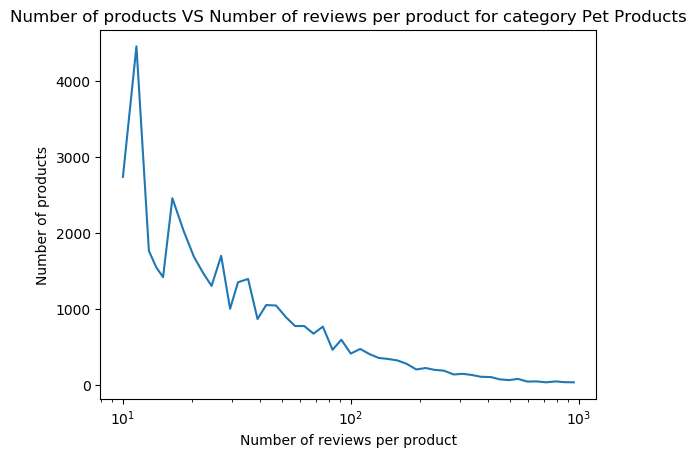 Number of products VS Number of reviews per product for category Pet Products
Number of products
4000
3000
2000
1000
0
10¹
10²
10³
Number of reviews per product